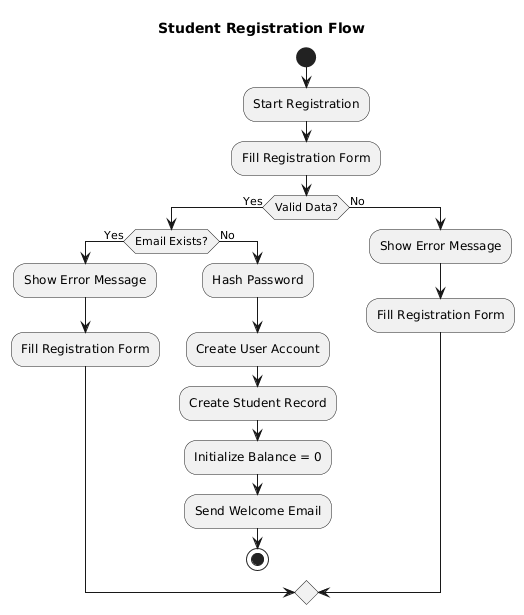 Student Registration Flow
Start Registration
Fill Registration Form
Valid Data?
Yes
No
Email Exists?
Yes
No
Show Error Message
Fill Registration Form
Hash Password
Create User Account
Create Student Record
Initialize Balance = 0
Send Welcome Email
Show Error Message
Fill Registration Form